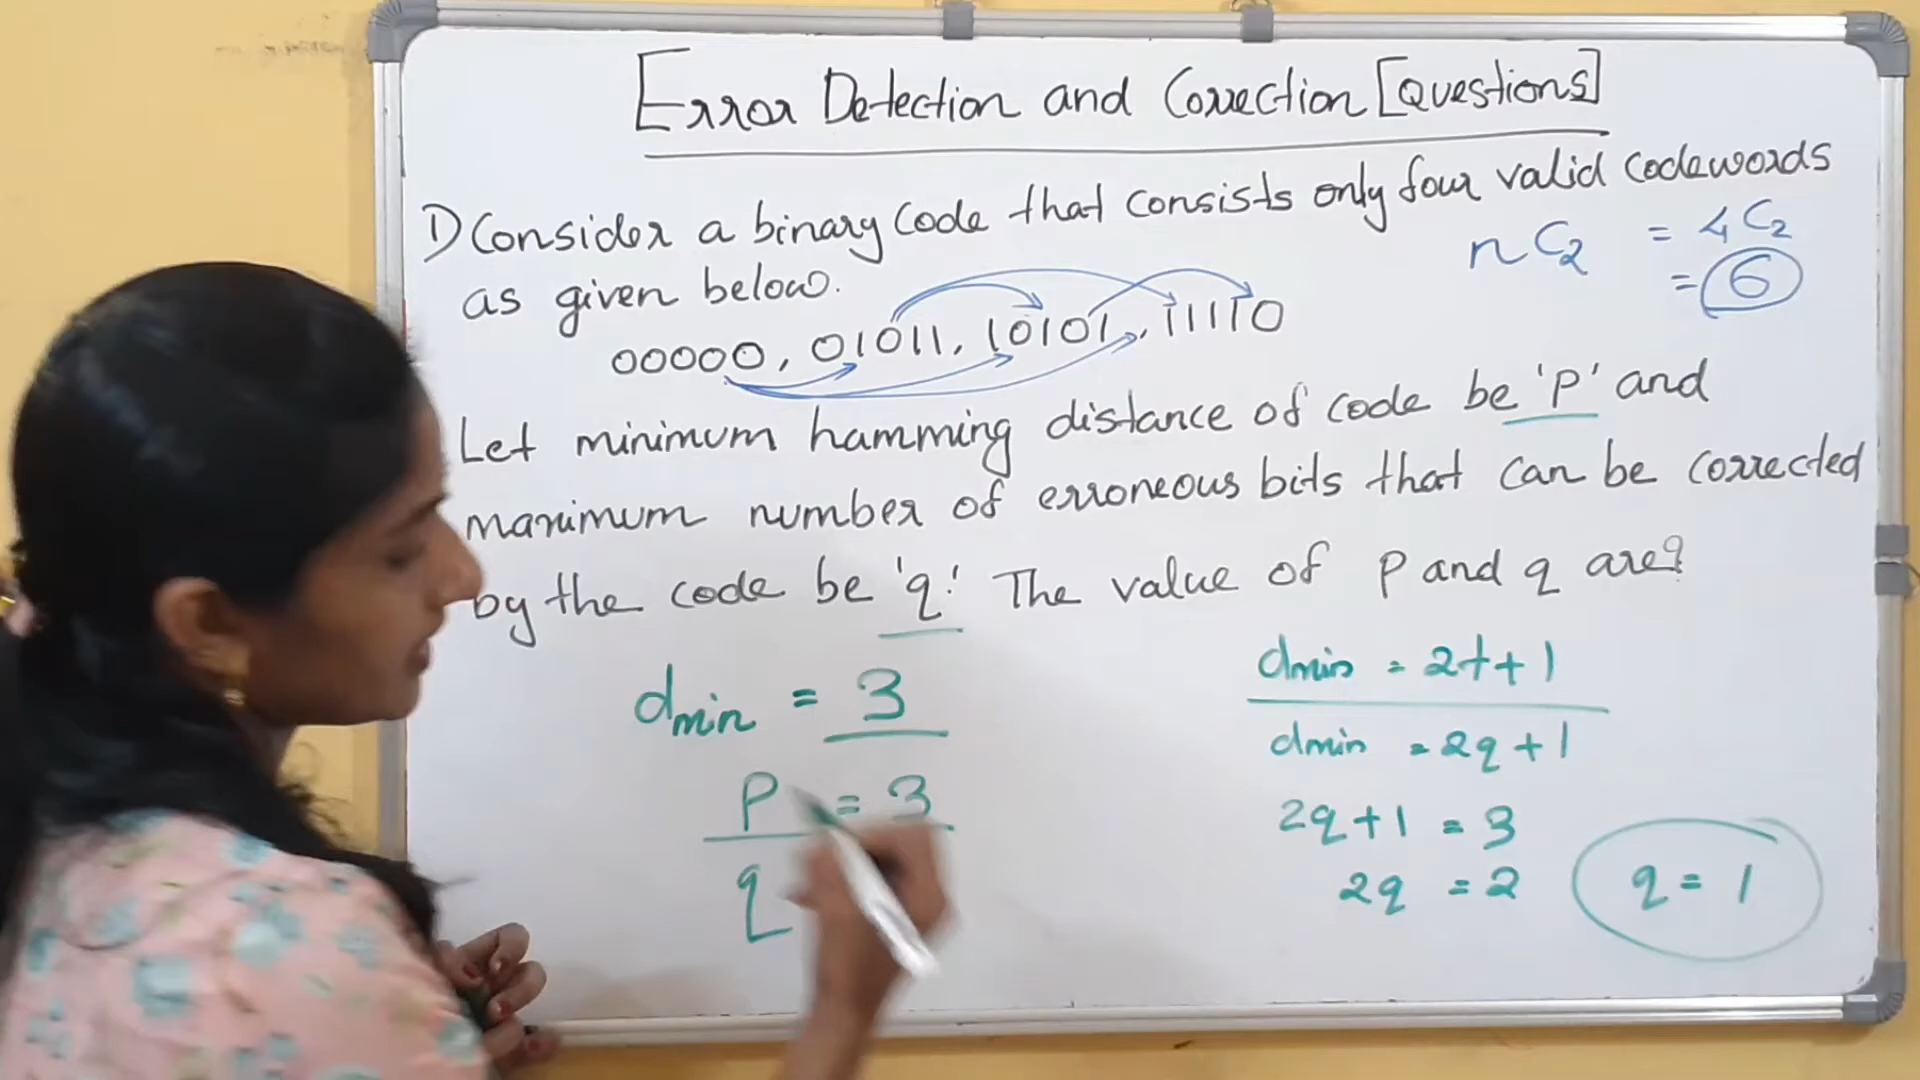 Error Detection and Correction [Questions]
1) Consider a binary code that consists only four valid codewords
as given below.
nC2 = 4C2
= 6
00000, 01011, 10101, 11110
Let minimum hamming distance of code be 'P' and
maximum number of erroneous bits that can be corrected
by the code be 'q'. The value of P and q are?
dmin = 3
P = 3
q
dmin = 2t+1
dmin = 2q+1
2q+1 = 3
2q = 2
q = 1